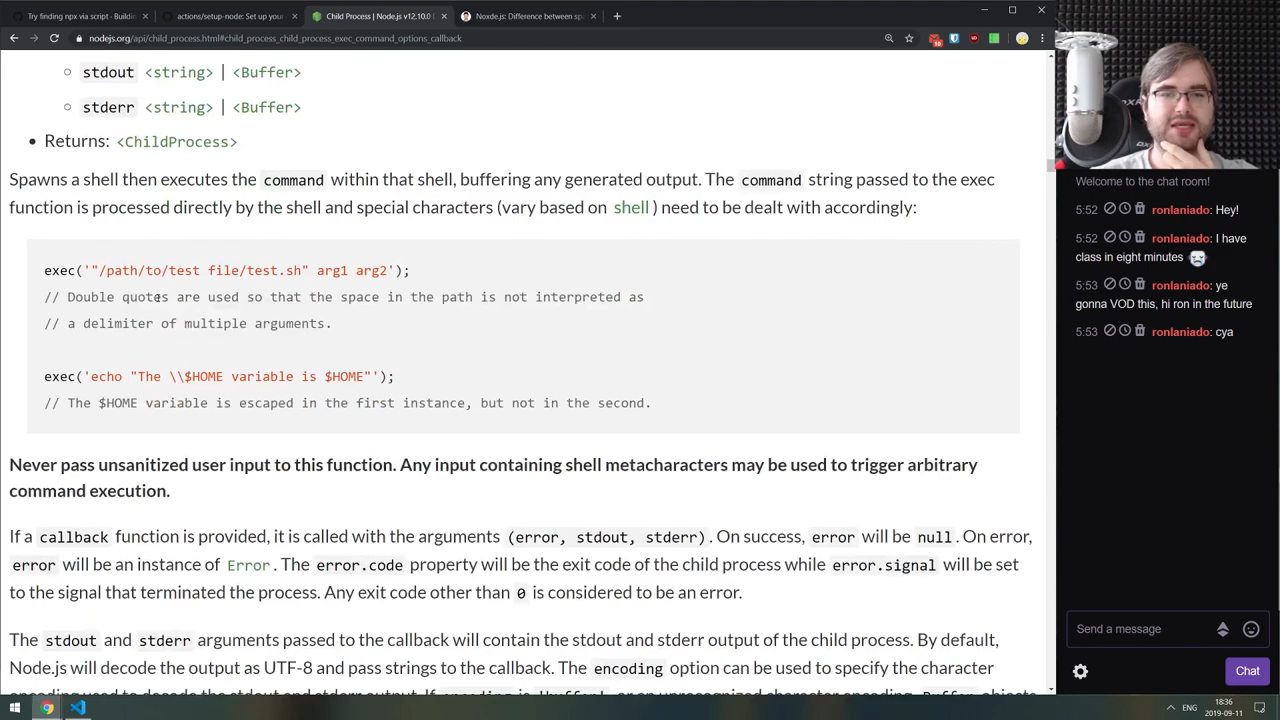 Try finding npx via script · Buildin
actions/setup-node: Set up your
Child Process | Node.js v12.10.0
Noxde.js: Difference between sp
nodejs.org/api/child_process.html#child_process_child_process_exec_command_options_callback
stdout <string> | <Buffer>
stderr <string> | <Buffer>
Returns: <ChildProcess>
Spawns a shell then executes the command within that shell, buffering any generated output. The command string passed to the exec
function is processed directly by the shell and special characters (vary based on shell ) need to be dealt with accordingly:
exec('"/path/to/test file/test.sh" arg1 arg2');
// Double quotes are used so that the space in the path is not interpreted as
// a delimiter of multiple arguments.
exec('echo "The \\$HOME variable is $HOME"');
// The $HOME variable is escaped in the first instance, but not in the second.
Never pass unsanitized user input to this function. Any input containing shell metacharacters may be used to trigger arbitrary
command execution.
If a callback function is provided, it is called with the arguments (error, stdout, stderr). On success, error will be null. On error,
error will be an instance of Error. The error.code property will be the exit code of the child process while error.signal will be set
to the signal that terminated the process. Any exit code other than 0 is considered to be an error.
The stdout and stderr arguments passed to the callback will contain the stdout and stderr output of the child process. By default,
Node.js will decode the output as UTF-8 and pass strings to the callback. The encoding option can be used to specify the character
Welcome to the chat room!
5:52 ronlaniado: Hey!
5:52 ronlaniado: I have
class in eight minutes
5:53 ronlaniado: ye
gonna VOD this, hi ron in the future
5:53 ronlaniado: cya
Send a message
Chat
ENG
18:36
2019-09-11